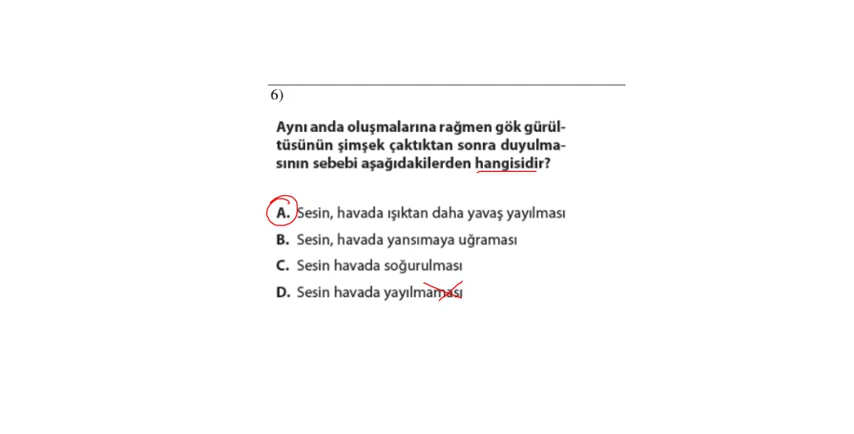 6)
Aynı anda oluşmalarına rağmen gök gürül-
tüsünün şimşek çaktıktan sonra duyulma-
sının sebebi aşağıdakilerden hangisidir?
A. Sesin, havada ışıktan daha yavaş yayılması
B. Sesin, havada yansımaya uğraması
C. Sesin havada soğurulması
D. Sesin havada yayılmaması